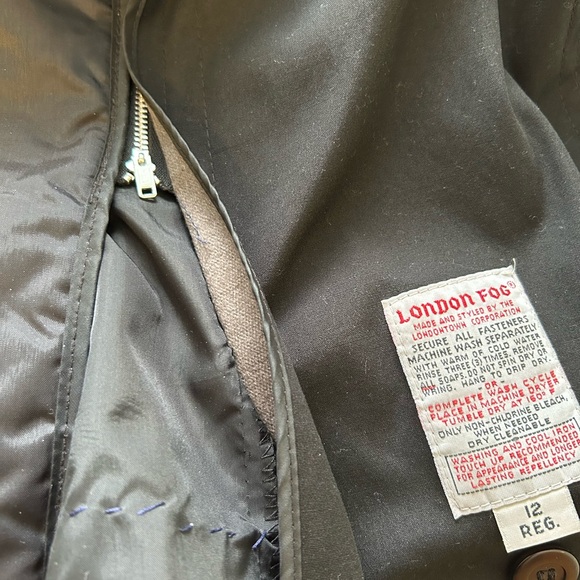 LONDON FOG®
MADE AND STYLED BY THE
LONDONTOWN CORPORATION
SECURE ALL FASTENERS
MACHINE WASH SEPARATELY
WITH WARM OR COLD WATER
RINSE THREE (3) TIMES, REMOVE
ALL SOAPS. DO NOT SPIN DRY OR
WRING. HANG TO DRIP DRY.
-OR-
COMPLETE WASH CYCLE
PLACE IN MACHINE DRYER
TUMBLE DRY AT 160° F
ONLY NON-CHLORINE BLEACH,
WHEN NEEDED
DRY CLEANABLE
WASHING AND COOL IRON
TOUCH UP RECOMMENDED
FOR APPEARANCE AND LONGER
LASTING REPELLENCY
12
REG.